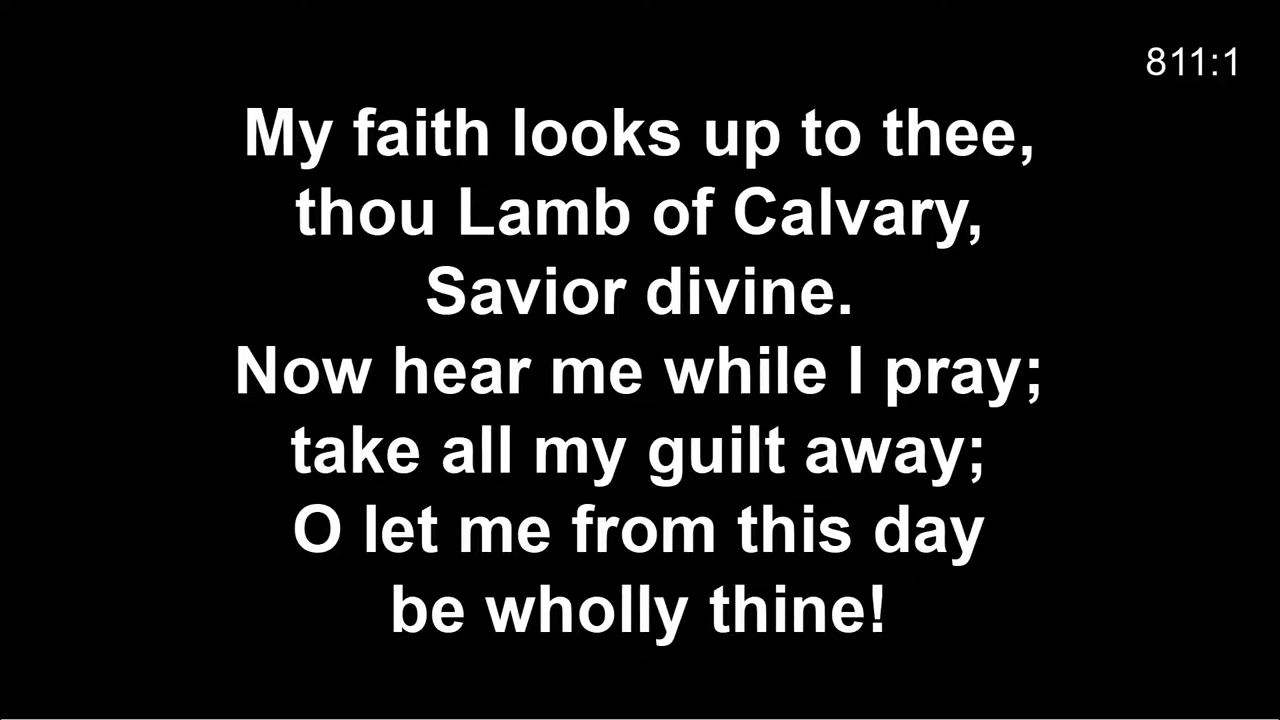 811:1
My faith looks up to thee,
thou Lamb of Calvary,
Savior divine.
Now hear me while I pray;
take all my guilt away;
O let me from this day
be wholly thine!